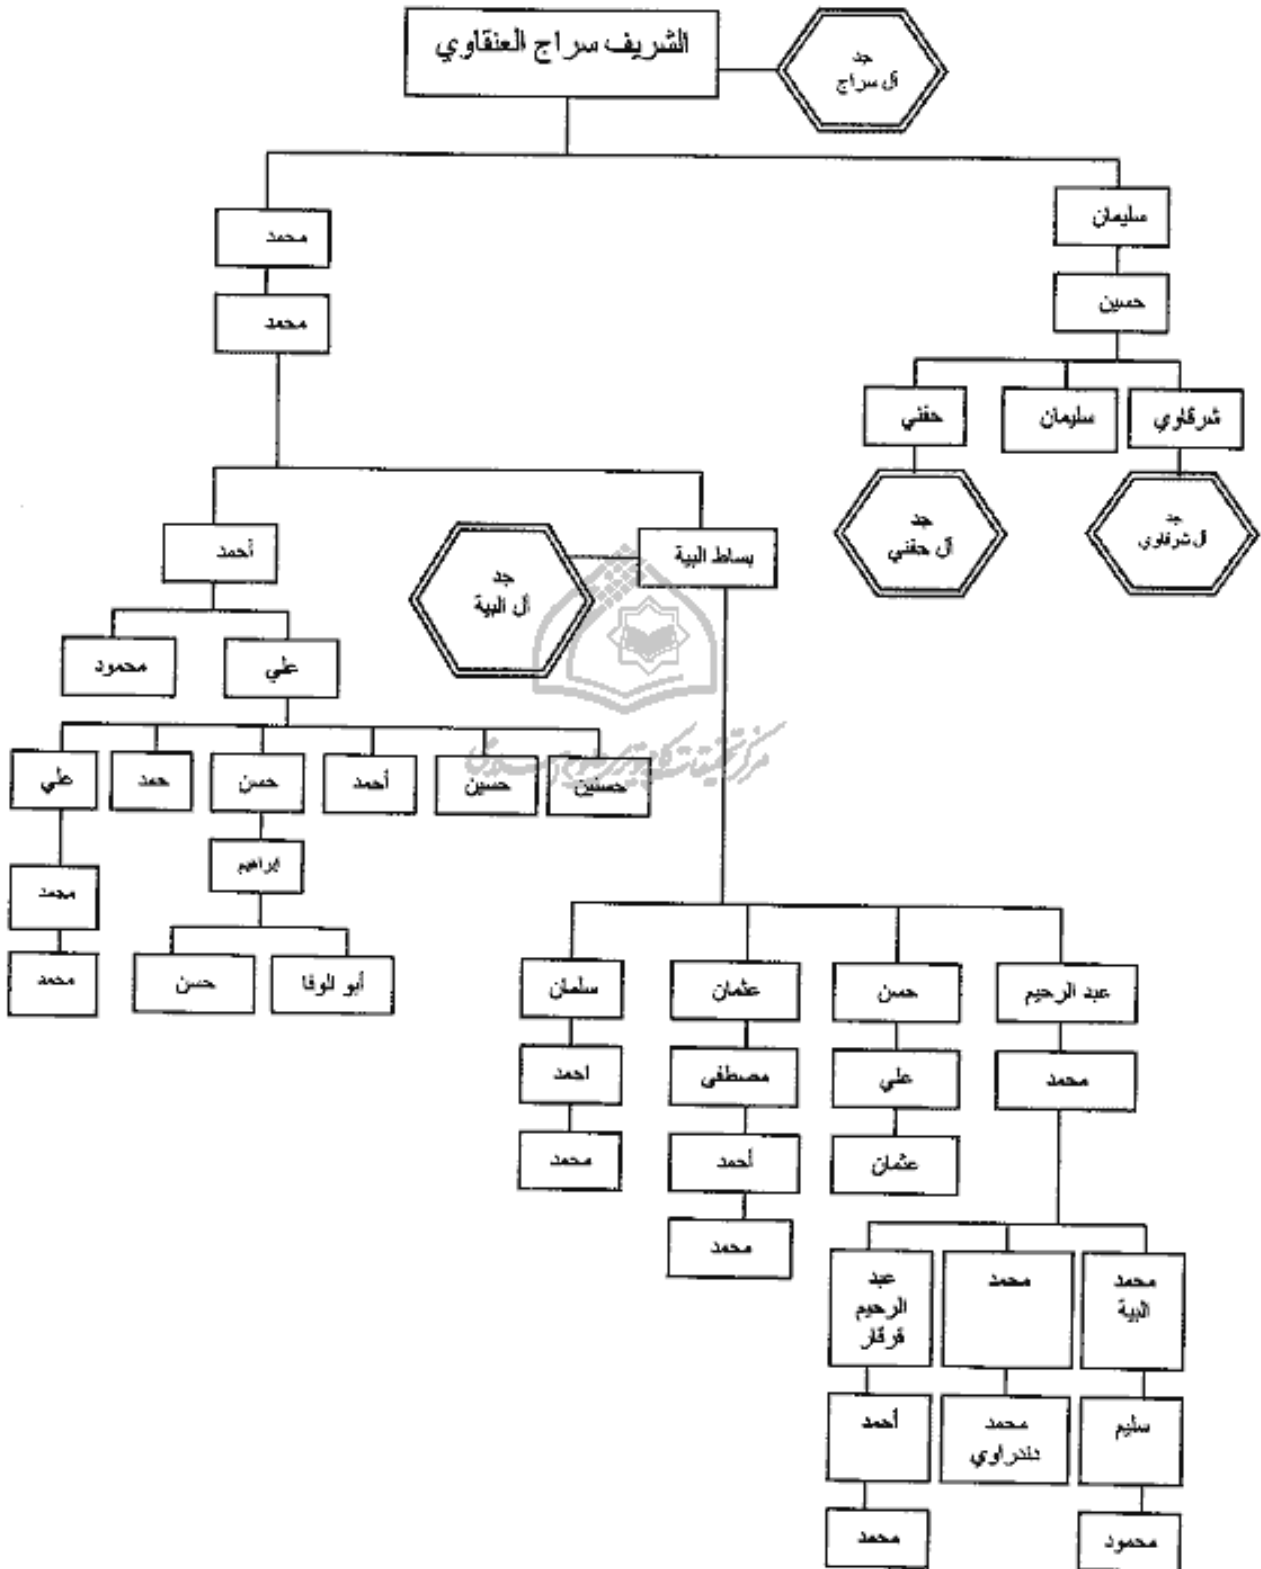 الشريف سراج العنقاوي
جد
آل سراج
سليمان
محمد
حسين
محمد
شرقاوي
سليمان
حفني
جد
آل شرقاوي
جد
آل حفني
بساط البية
جد
آل البية
أحمد
علي
محمود
حسنين
حسين
أحمد
حسن
حمد
علي
ابراهيم
محمد
أبو الوفا
حسن
محمد
عبد الرحيم
حسن
عثمان
سلمان
محمد
علي
مصطفى
احمد
عثمان
أحمد
محمد
محمد
محمد
البية
محمد
عبد
الرحيم
قرقار
سليم
محمد
دندراوي
أحمد
محمود
محمد